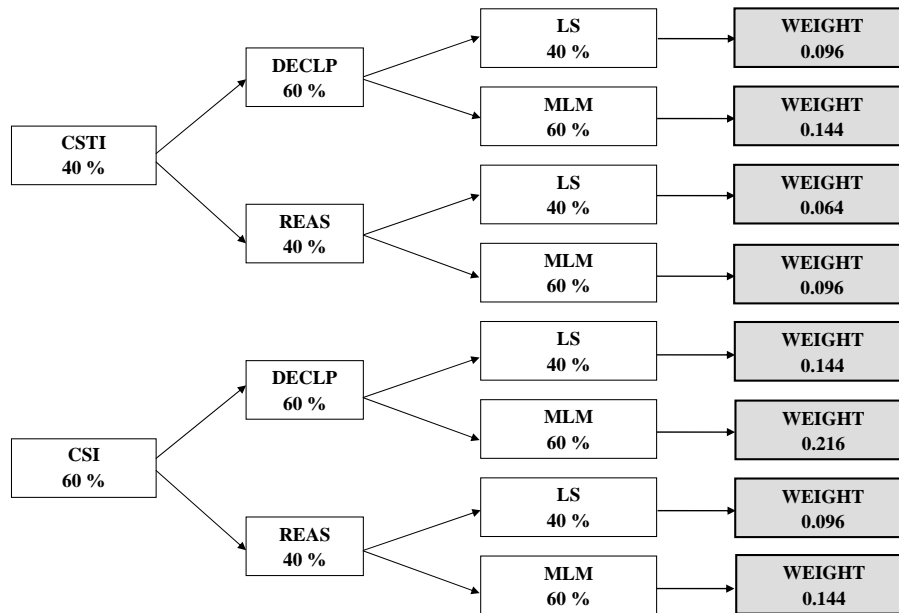 CSTI
40 %
DECLP
60 %
LS
40 %
WEIGHT
0.096
MLM
60 %
WEIGHT
0.144
REAS
40 %
LS
40 %
WEIGHT
0.064
MLM
60 %
WEIGHT
0.096
CSI
60 %
DECLP
60 %
LS
40 %
WEIGHT
0.144
MLM
60 %
WEIGHT
0.216
REAS
40 %
LS
40 %
WEIGHT
0.096
MLM
60 %
WEIGHT
0.144